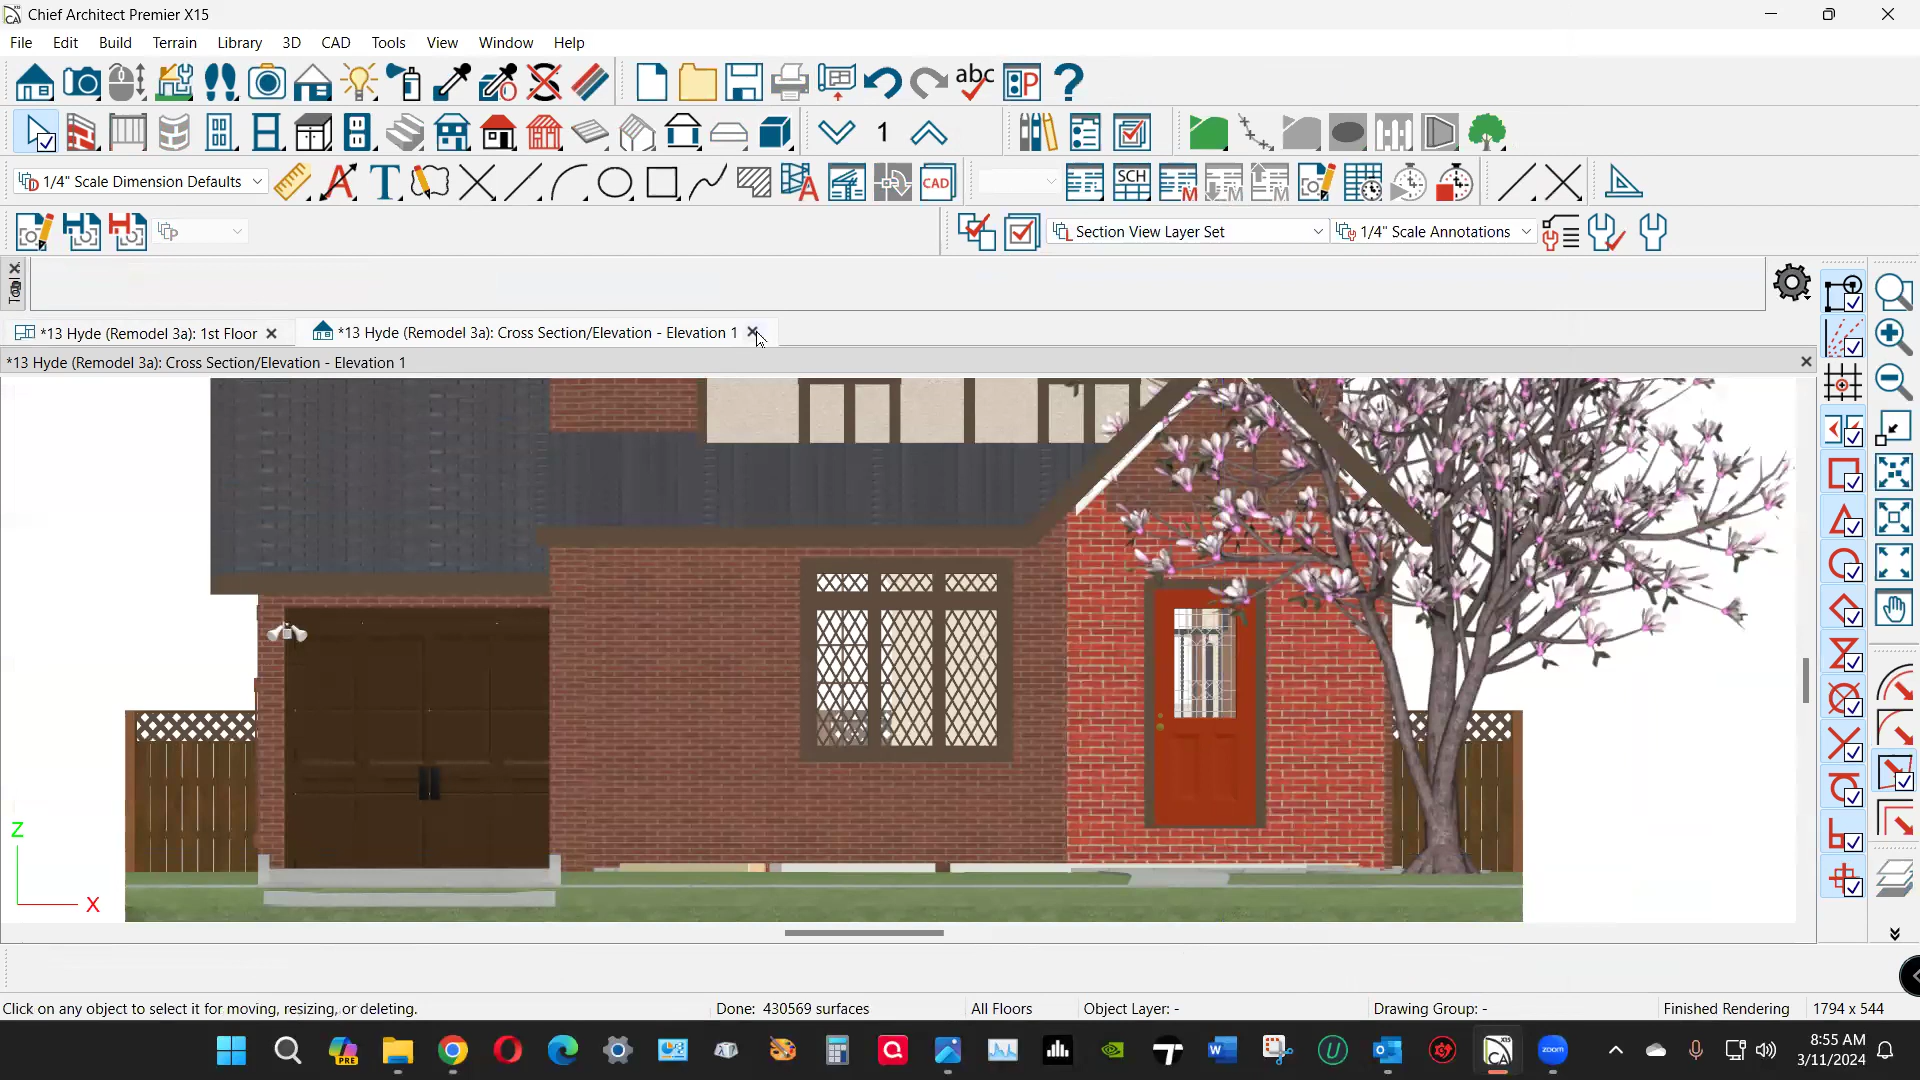 Chief Architect Premier X15
File Edit Build Terrain Library 3D CAD Tools View Window Help
abc P ?
1
1/4" Scale Dimension Defaults A T A CAD SCH M M M
P Section View Layer Set 1/4" Scale Annotations
*13 Hyde (Remodel 3a): 1st Floor *13 Hyde (Remodel 3a): Cross Section/Elevation - Elevation 1
*13 Hyde (Remodel 3a): Cross Section/Elevation - Elevation 1
Z
X
Click on any object to select it for moving, resizing, or deleting. Done: 430569 surfaces All Floors Object Layer: - Drawing Group: - Finished Rendering 1794 x 544
PRE W zoom 8:55 AM
3/11/2024